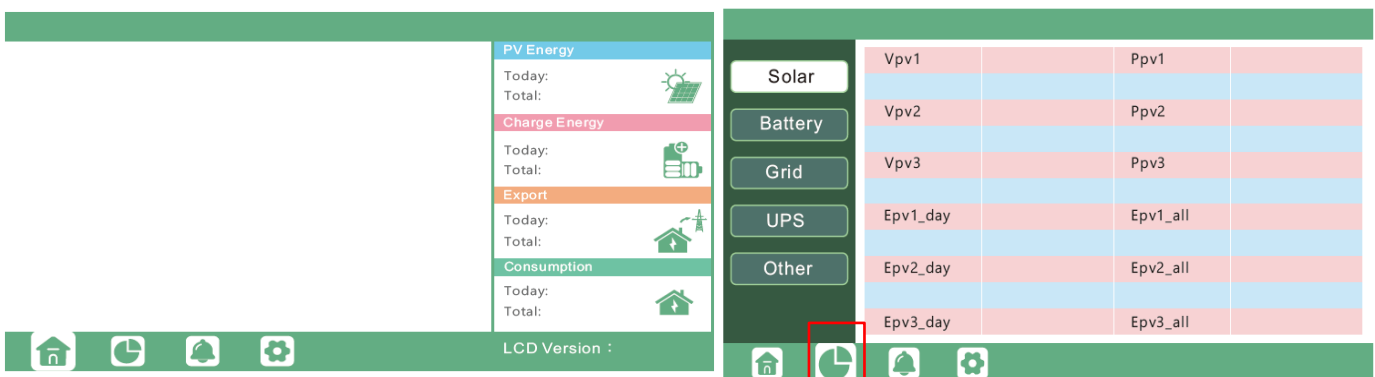 PV Energy
Today:
Total:
Charge Energy
Today:
Total:
Export
Today:
Total:
Consumption
Today:
Total:
LCD Version：
Solar
Battery
Grid
UPS
Other
Vpv1 Ppv1
Vpv2 Ppv2
Vpv3 Ppv3
Epv1_day Epv1_all
Epv2_day Epv2_all
Epv3_day Epv3_all